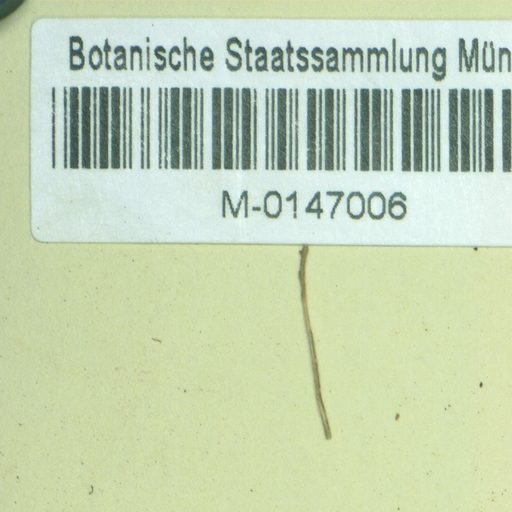 Botanische Staatssammlung Mün
M-0147006